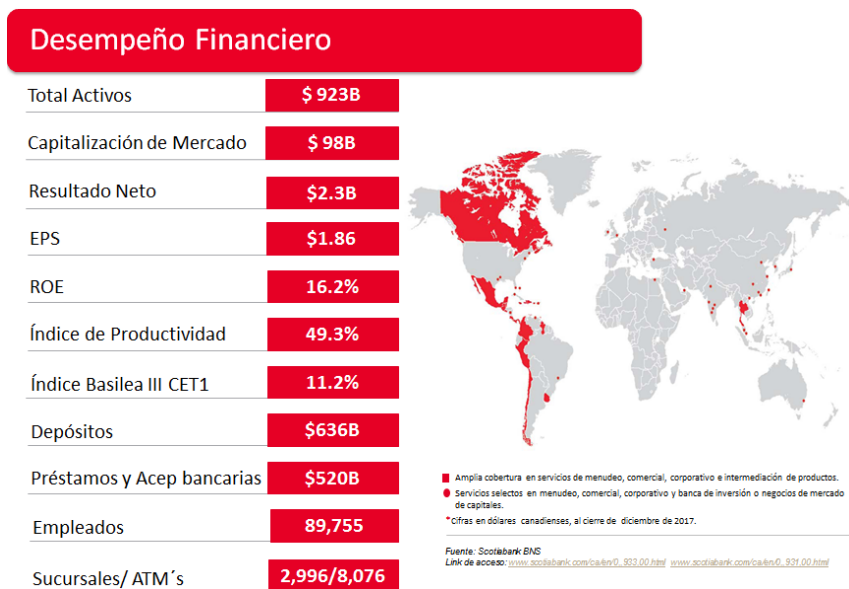 Desempeño Financiero
Total Activos $ 923B
Capitalización de Mercado $ 98B
Resultado Neto $2.3B
EPS $1.86
ROE 16.2%
Índice de Productividad 49.3%
Índice Basilea III CET1 11.2%
Depósitos $636B
Préstamos y Acep bancarias $520B
Empleados 89,755
Sucursales/ ATM´s 2,996/8,076
Amplia cobertura en servicios de menudeo, comercial, corporativo e intermediación de productos.
Servicios selectos en menudeo, comercial, corporativo y banca de inversión o negocios de mercado
de capitales.
*Cifras en dólares canadienses, al cierre de diciembre de 2017.
Fuente: Scotiabank BNS
Link de acceso: www.scotiabank.com/ca/en/0,,933,00.html www.scotiabank.com/ca/en/0,,931,00.html